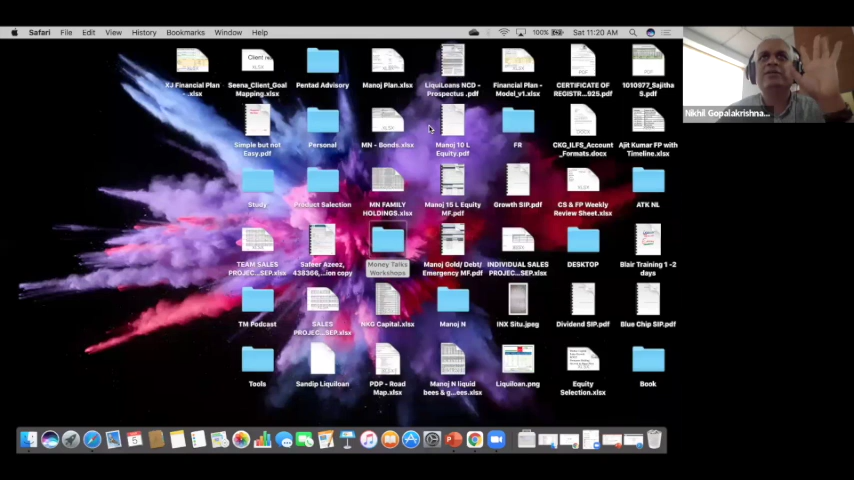 Safari File Edit View History Bookmarks Window Help
100% Sat 11:20 AM
XJ Financial Plan - .xlsx
Seena_Client_Goal Mapping.xlsx
Pentad Advisory
Manoj Plan.xlsx
LiquiLoans NCD - Prospectus .pdf
Financial Plan - Model_v1.xlsx
CERTIFICATE OF REGISTR...925.pdf
1010977_Sajitha S.pdf
Nikhil Gopalakrishna...
Simple but not Easy.pdf
Personal
MN - Bonds.xlsx
Manoj 10 L Equity.pdf
FR
CKG_ILFS_Account _Formats.docx
Ajit Kumar FP with Timeline.xlsx
Study
Product Selection
MN FAMILY HOLDINGS.xlsx
Manoj 15 L Equity MF.pdf
Growth SIP.pdf
CS & FP Weekly Review Sheet.xlsx
ATK NL
TEAM SALES PROJEC...SEP.xlsx
Safeer Azeez, 438366,...ion copy
Money Talks Workshops
Manoj Gold/ Debt/ Emergency MF.pdf
INDIVIDUAL SALES PROJEC...SEP.xlsx
DESKTOP
Blair Training 1 -2 days
TM Podcast
SALES PROJEC...SEP.xlsx
NKG Capital.xlsx
Manoj N
INX Situ.jpeg
Dividend SIP.pdf
Blue Chip SIP.pdf
Tools
Sandip Liquiloan
PDP - Road Map.xlsx
Manoj N liquid bees & g...ees.xlsx
Liquiloan.png
Equity Selection.xlsx
Book